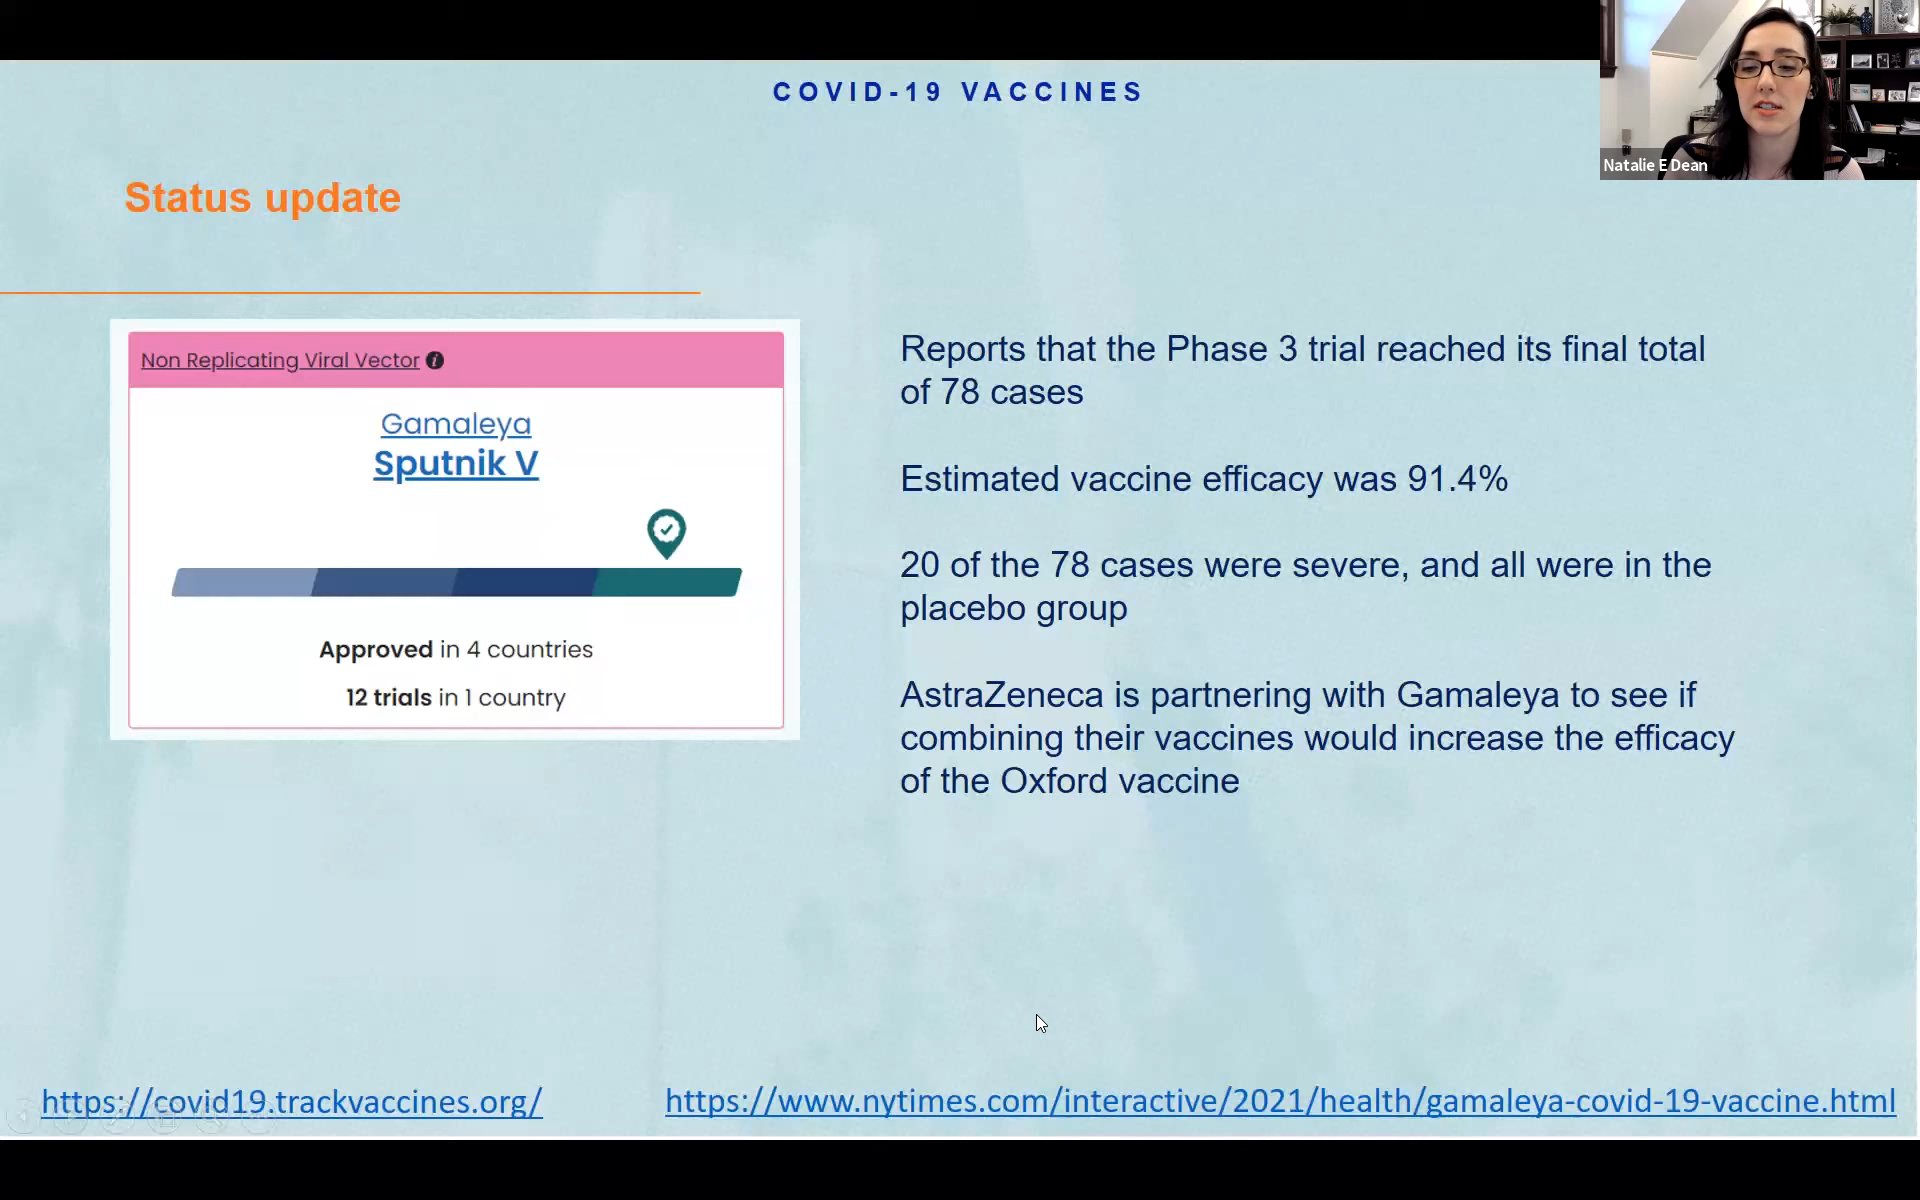 COVID-19 VACCINES
Natalie E Dean
Status update
Non Replicating Viral Vector i
Gamaleya
Sputnik V
Approved in 4 countries
12 trials in 1 country
Reports that the Phase 3 trial reached its final total
of 78 cases
Estimated vaccine efficacy was 91.4%
20 of the 78 cases were severe, and all were in the
placebo group
AstraZeneca is partnering with Gamaleya to see if
combining their vaccines would increase the efficacy
of the Oxford vaccine
https://covid19.trackvaccines.org/
https://www.nytimes.com/interactive/2021/health/gamaleya-covid-19-vaccine.html